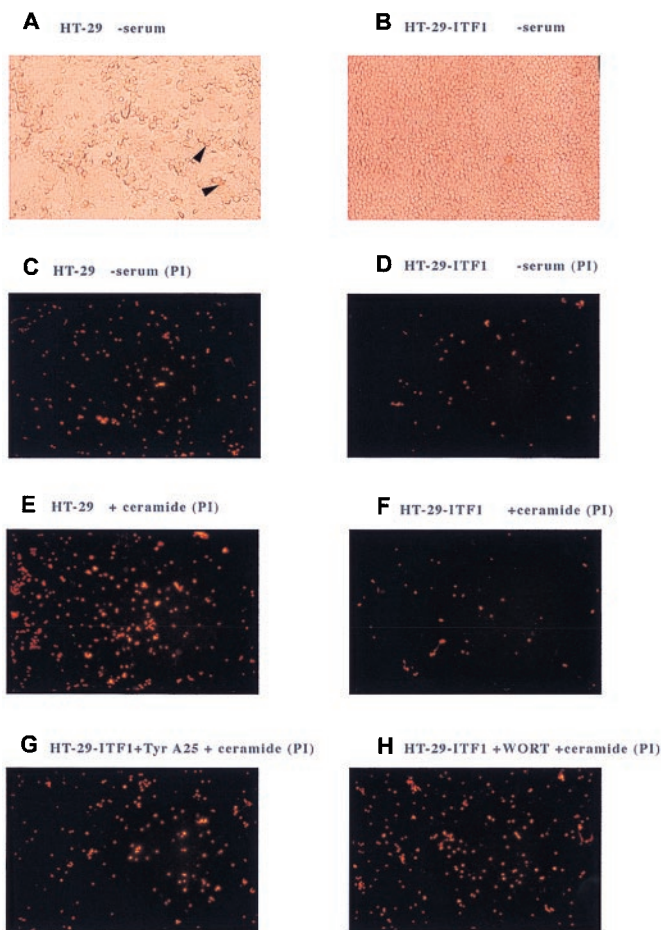 A HT-29 -serum
B HT-29-ITF1 -serum
C HT-29 -serum (PI)
D HT-29-ITF1 -serum (PI)
E HT-29 + ceramide (PI)
F HT-29-ITF1 +ceramide (PI)
G HT-29-ITF1+Tyr A25 + ceramide (PI)
H HT-29-ITF1 +WORT +ceramide (PI)